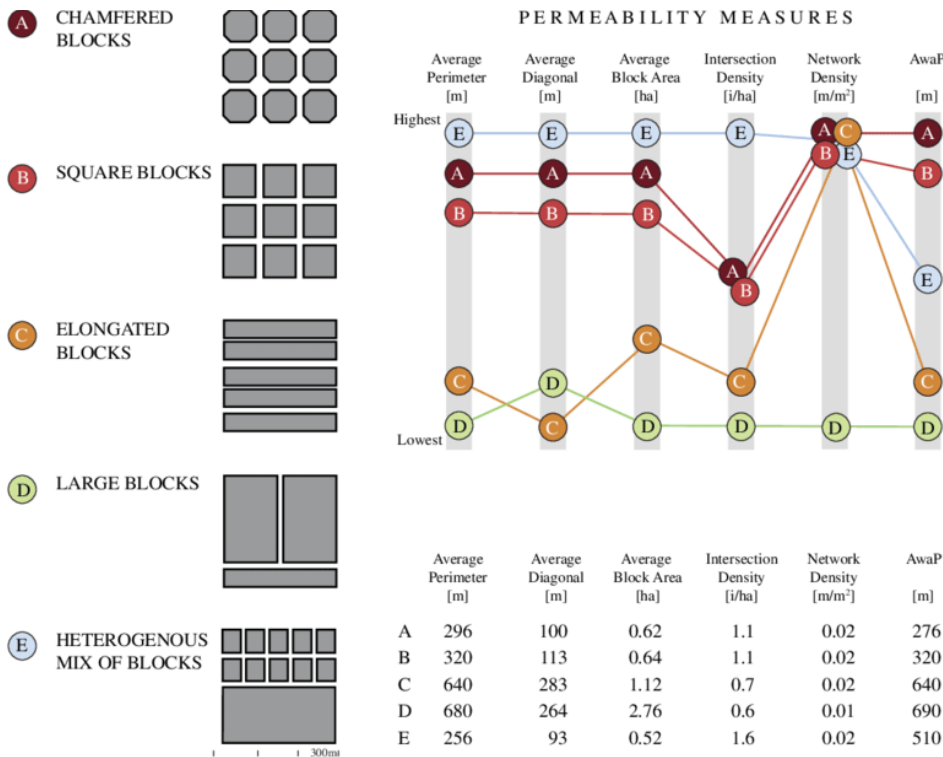 A
CHAMFERED
BLOCKS
B
SQUARE BLOCKS
C
ELONGATED
BLOCKS
D
LARGE BLOCKS
E
HETEROGENOUS
MIX OF BLOCKS
300m
PERMEABILITY MEASURES
Average Average Average Intersection Network AwaP
Perimeter Diagonal Block Area Density Density
[m] [m] [ha] [i/ha] [m/m²] [m]
Highest
E E E E A C A
B E
A A A B
B B B
A
B E
C
C D C C
D C D D D D
Lowest
Average Average Average Intersection Network AwaP
Perimeter Diagonal Block Area Density Density
[m] [m] [ha] [i/ha] [m/m²] [m]
A 296 100 0.62 1.1 0.02 276
B 320 113 0.64 1.1 0.02 320
C 640 283 1.12 0.7 0.02 640
D 680 264 2.76 0.6 0.01 690
E 256 93 0.52 1.6 0.02 510